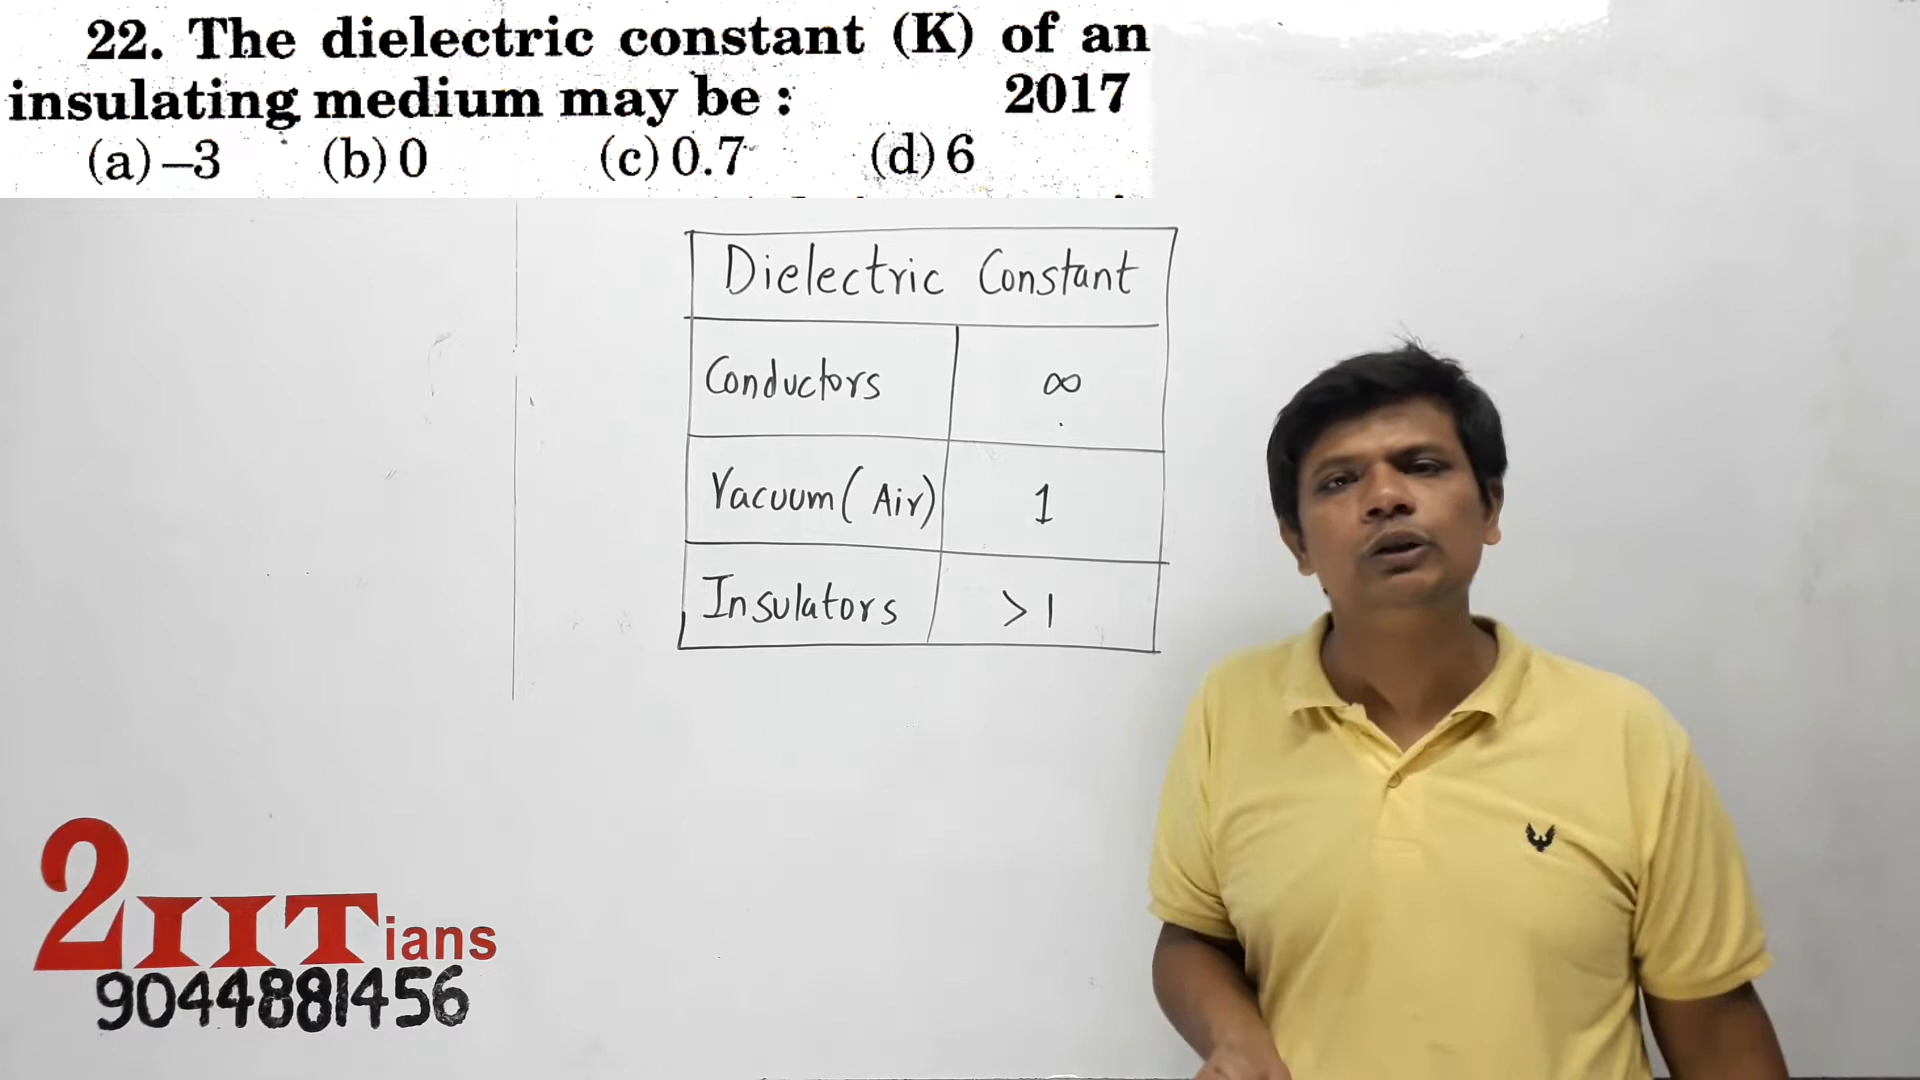 22. The dielectric constant (K) of an
insulating medium may be : 2017
(a) –3 (b) 0 (c) 0.7 (d) 6
Dielectric Constant
Conductors ∞
Vacuum (Air) 1
Insulators >1
2IITians
9044881456